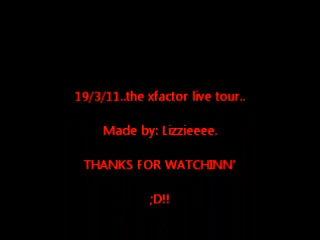 19/3/11..the xfactor live tour..
Made by: Lizzieeee.
THANKS FOR WATCHINN'
;D!!